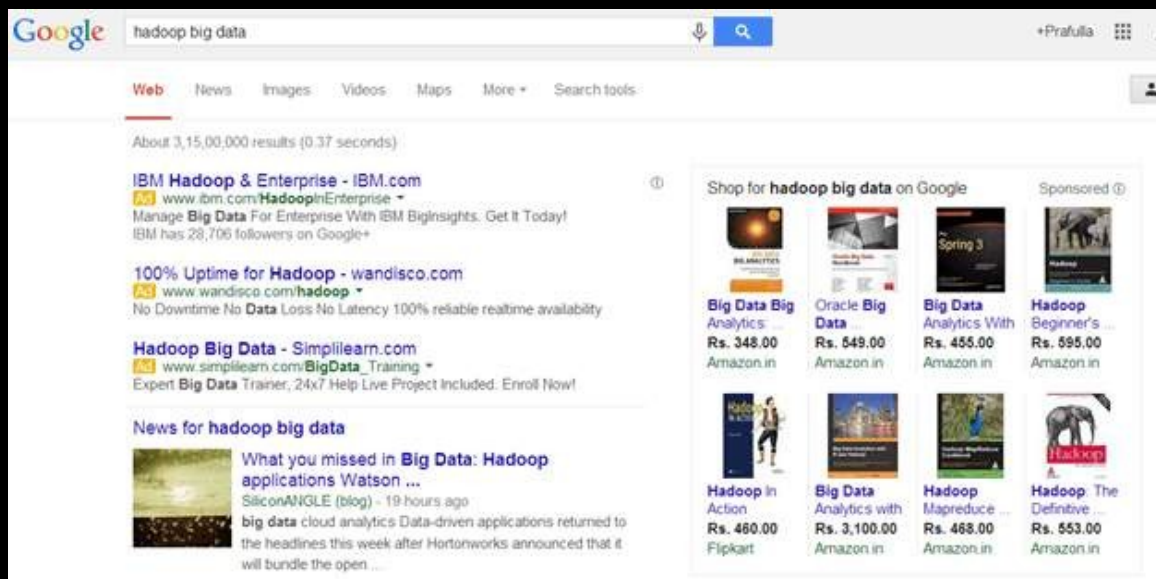 Google
hadoop big data
+Prafulla
Web News Images Videos Maps More Search tools
About 3,15,00,000 results (0.37 seconds)
IBM Hadoop & Enterprise - IBM.com
Ad www.ibm.com/HadoopInEnterprise
Manage Big Data For Enterprise With IBM BigInsights. Get It Today!
IBM has 28,706 followers on Google+
100% Uptime for Hadoop - wandisco.com
Ad www.wandisco.com/hadoop
No Downtime No Data Loss No Latency 100% reliable realtime availability
Hadoop Big Data - Simplilearn.com
Ad www.simplilearn.com/BigData_Training
Expert Big Data Trainer, 24x7 Help Live Project Included. Enroll Now!
News for hadoop big data
What you missed in Big Data: Hadoop
applications Watson ...
SiliconANGLE (blog) - 19 hours ago
big data cloud analytics Data-driven applications returned to
the headlines this week after Hortonworks announced that it
will bundle the open ...
Shop for hadoop big data on Google Sponsored
Spring 3
Hadoop
Big Data Big Analytics: ... Rs. 348.00 Amazon.in
Oracle Big Data ... Rs. 549.00 Amazon.in
Big Data Analytics With Rs. 455.00 Amazon.in
Hadoop Beginner's ... Rs. 595.00 Amazon.in
Hadoop IN ACTION
Hadoop
Hadoop In Action Rs. 460.00 Flipkart
Big Data Analytics with Rs. 3,100.00 Amazon.in
Hadoop Mapreduce ... Rs. 468.00 Amazon.in
Hadoop: The Definitive ... Rs. 553.00 Amazon.in